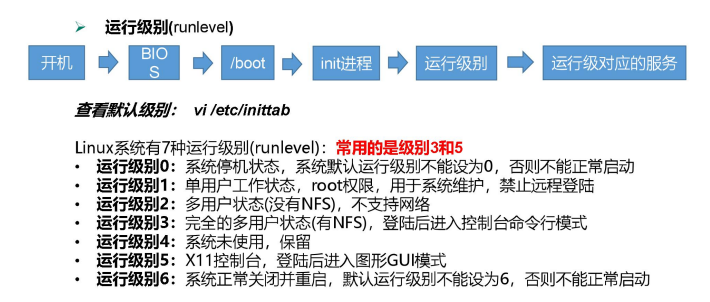 ➢ 运行级别(runlevel)
开机
BIO
S
/boot
init进程
运行级别
运行级对应的服务
查看默认级别： vi /etc/inittab
Linux系统有7种运行级别(runlevel)：常用的是级别3和5
• 运行级别0：系统停机状态，系统默认运行级别不能设为0，否则不能正常启动
• 运行级别1：单用户工作状态，root权限，用于系统维护，禁止远程登陆
• 运行级别2：多用户状态(没有NFS)，不支持网络
• 运行级别3：完全的多用户状态(有NFS)，登陆后进入控制台命令行模式
• 运行级别4：系统未使用，保留
• 运行级别5：X11控制台，登陆后进入图形GUI模式
• 运行级别6：系统正常关闭并重启，默认运行级别不能设为6，否则不能正常启动